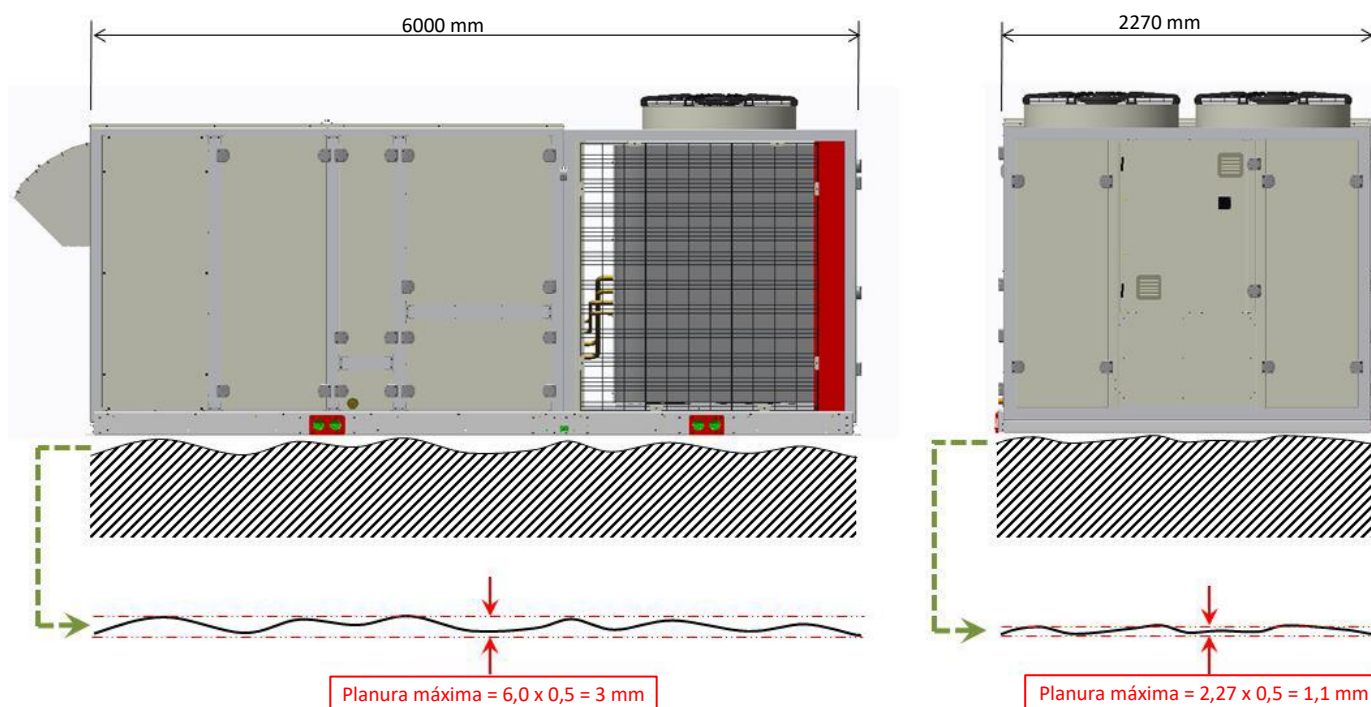 6000 mm
2270 mm
Planura máxima = 6,0 x 0,5 = 3 mm
Planura máxima = 2,27 x 0,5 = 1,1 mm